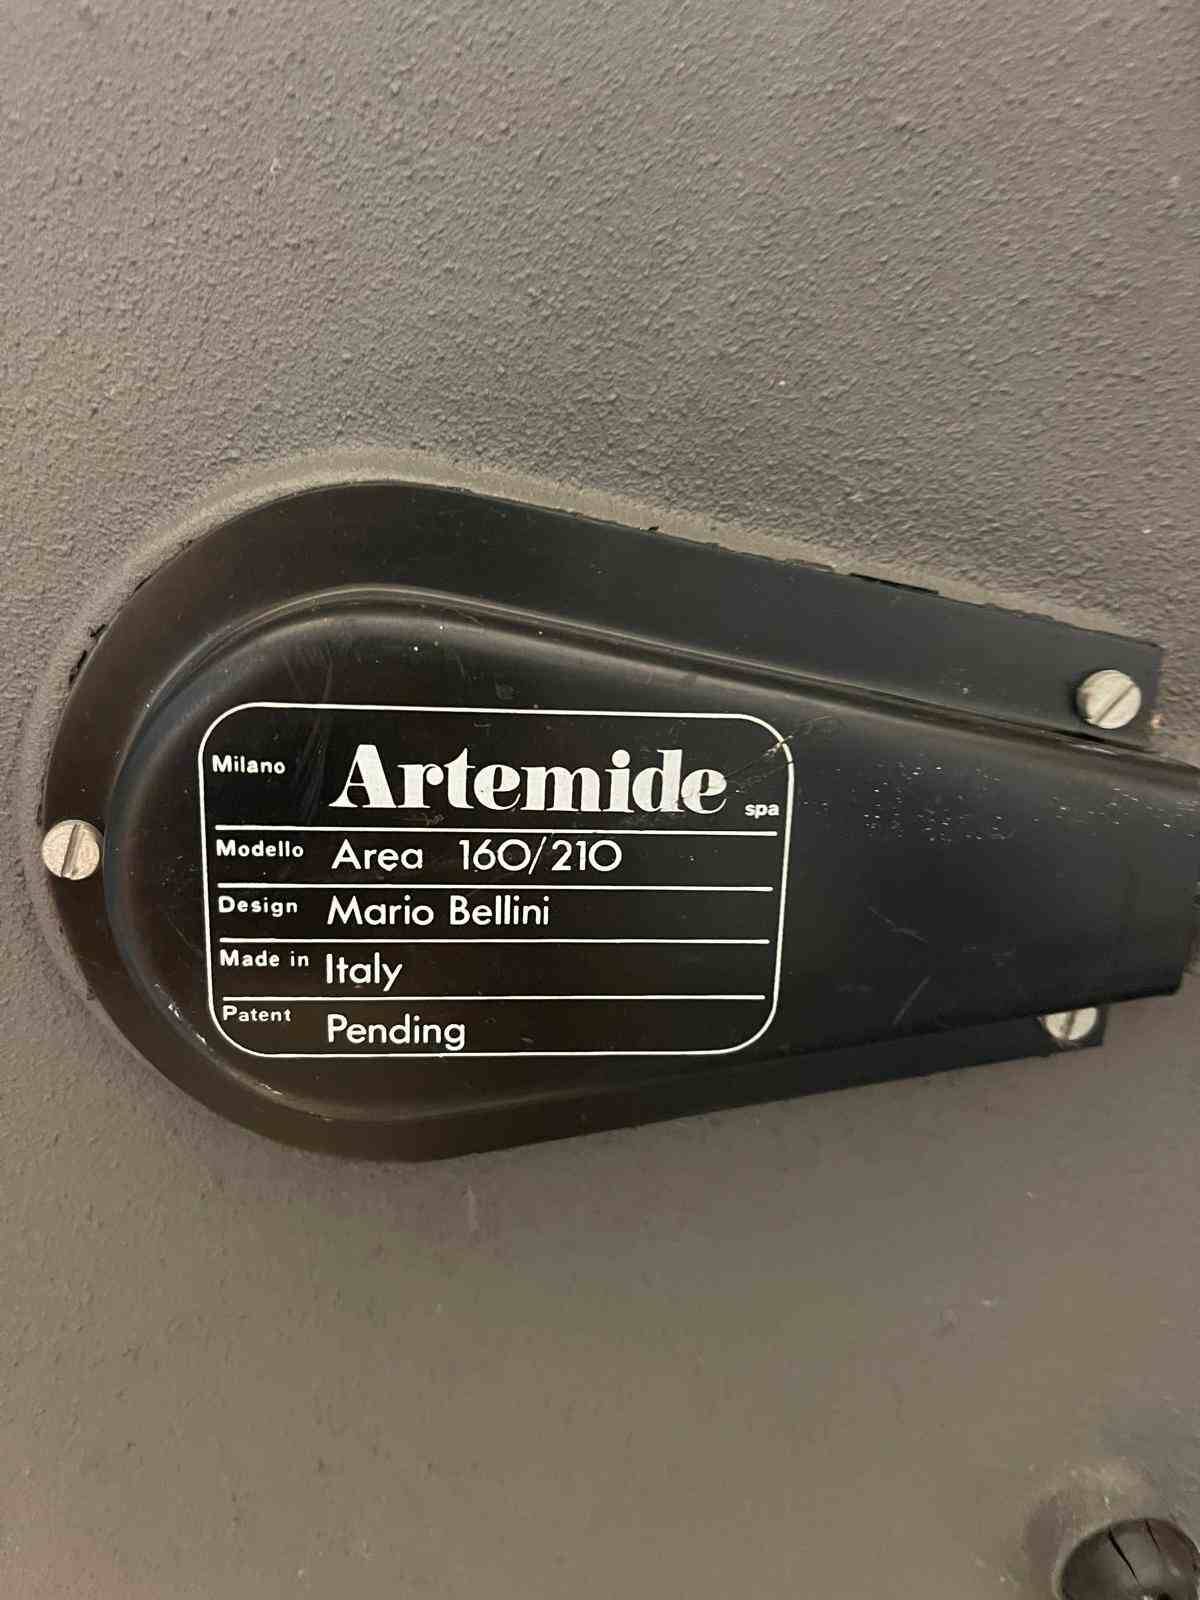 Milano Artemide spa
Modello Area 160/210
Design Mario Bellini
Made in Italy
Patent Pending